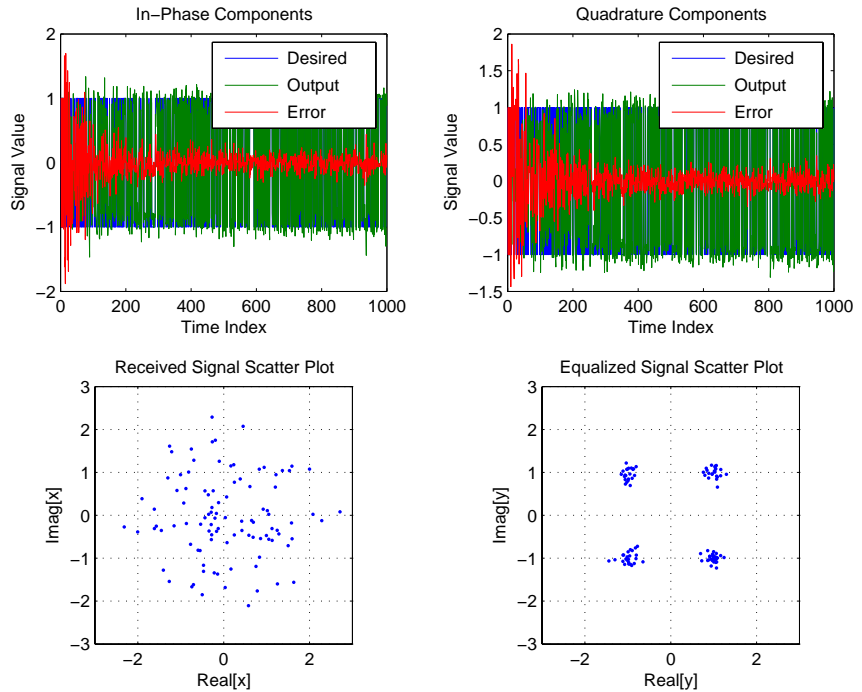 In−Phase Components
2
1
0
−1
−2
Signal Value
0
200
400
600
800
1000
Time Index
Desired
Output
Error
Quadrature Components
2
1.5
1
0.5
0
−0.5
−1
−1.5
Signal Value
0
200
400
600
800
1000
Time Index
Desired
Output
Error
Received Signal Scatter Plot
3
2
1
0
−1
−2
−3
Imag[x]
−2
0
2
Real[x]
Equalized Signal Scatter Plot
3
2
1
0
−1
−2
−3
Imag[y]
−2
0
2
Real[y]